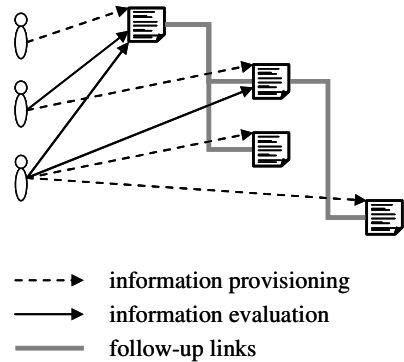 information provisioning
information evaluation
follow-up links